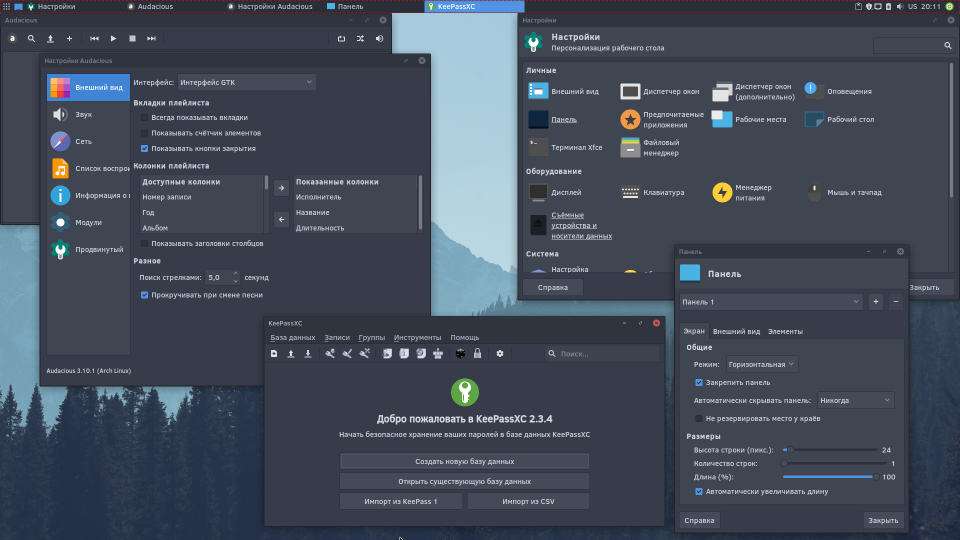 Настройки
Audacious
Настройки Audacious
Панель
KeePassXC
US 20:11
Audacious
Настройки Audacious
Внешний вид
Звук
Сеть
Информация о
Модули
Продвинутый
Интерфейс: Интерфейс GTK
Вкладки плейлиста
Всегда показывать вкладки
Показывать счётчик элементов
Показывать кнопки закрытия
Колонки плейлиста
Доступные колонки
Номер записи
Год
Альбом
Показанные колонки
Исполнитель
Название
Длительность
Показывать заголовки столбцов
Разное
Поиск стрелками: 5,0 секунд
Прокручивать при смене песни
Audacious 3.10.1 (Arch Linux)
Настройки
Настройки
Персонализация рабочего стола
Личные
Внешний вид
Диспетчер окон
Диспетчер окон
(дополнительно)
Оповещения
Панель
Предпочитаемые
приложения
Рабочие места
Рабочий стол
Терминал Xfce
Файловый
менеджер
Оборудование
Дисплей
Клавиатура
Менеджер
питания
Мышь и тачпад
Съёмные
устройства и
носители данных
Система
Настройка
Справка
Закрыть
KeePassXC
База данных Записи Группы Инструменты Помощь
Поиск...
Добро пожаловать в KeePassXC 2.3.4
Начать безопасное хранение ваших паролей в базе данных KeePassXC
Создать новую базу данных
Открыть существующую базу данных
Импорт из KeePass 1
Импорт из CSV
Панель
Панель
Панель 1
Экран Внешний вид Элементы
Общие
Режим: Горизонтальная
Закрепить панель
Автоматически скрывать панель: Никогда
Не резервировать место у краёв
Размеры
Высота строки (пикс.): 24
Количество строк: 1
Длина (%): 100
Автоматически увеличивать длину
Справка
Закрыть